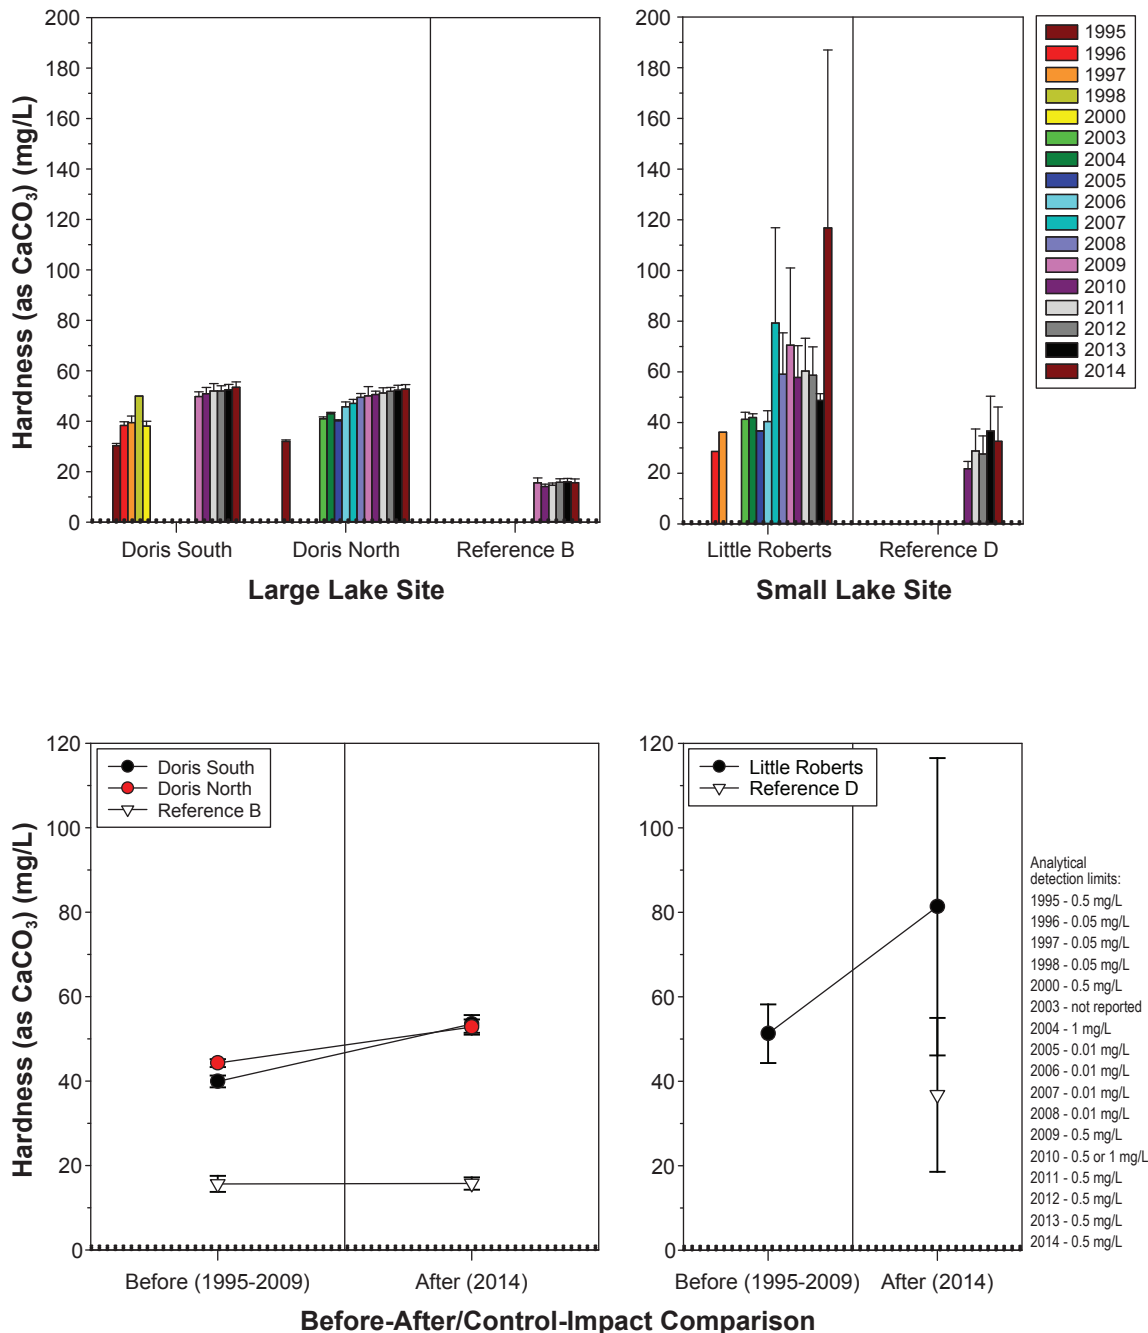 Hardness (as CaCO₃) (mg/L)
200
180
160
140
120
100
80
60
40
20
0
Doris South
Doris North
Reference B
Large Lake Site
200
180
160
140
120
100
80
60
40
20
0
Little Roberts
Reference D
Small Lake Site
1995
1996
1997
1998
2000
2003
2004
2005
2006
2007
2008
2009
2010
2011
2012
2013
2014
Hardness (as CaCO₃) (mg/L)
120
100
80
60
40
20
0
Doris South
Doris North
Reference B
Before (1995-2009)
After (2014)
120
100
80
60
40
20
0
Little Roberts
Reference D
Before (1995-2009)
After (2014)
Analytical
detection limits:
1995 - 0.5 mg/L
1996 - 0.05 mg/L
1997 - 0.05 mg/L
1998 - 0.05 mg/L
2000 - 0.5 mg/L
2003 - not reported
2004 - 1 mg/L
2005 - 0.01 mg/L
2006 - 0.01 mg/L
2007 - 0.01 mg/L
2008 - 0.01 mg/L
2009 - 0.5 mg/L
2010 - 0.5 or 1 mg/L
2011 - 0.5 mg/L
2012 - 0.5 mg/L
2013 - 0.5 mg/L
2014 - 0.5 mg/L
Before-After/Control-Impact Comparison